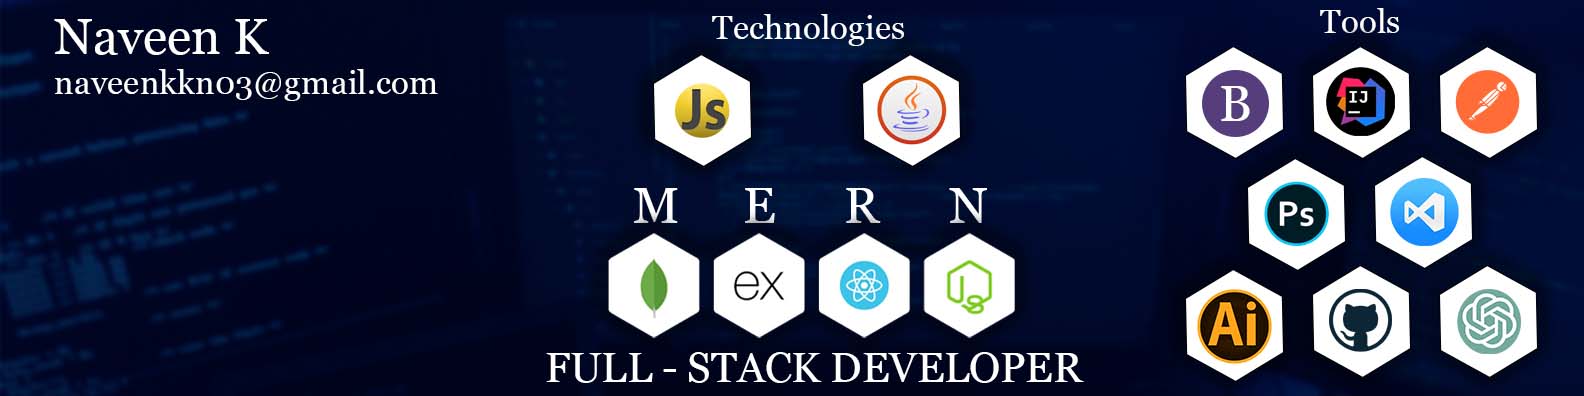 Naveen K
naveenkkn03@gmail.com
Technologies
Js
M E R N
ex
FULL - STACK DEVELOPER
Tools
B
IJ
Ps
Ai